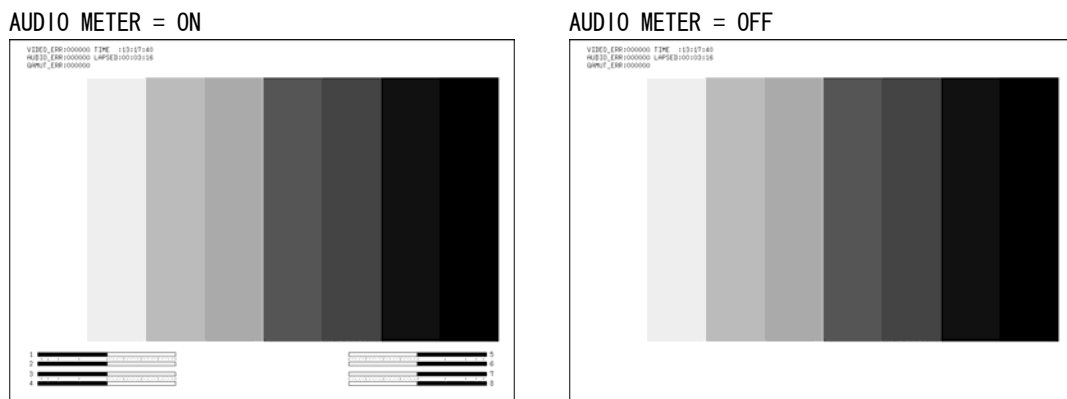 AUDIO METER = ON
VIDEO_ERR:000000 TIME :13:17:40
AUDIO_ERR:000000 LAPSED:00:03:16
GAMUT_ERR:000000
1
2
3
4
5
6
7
8
AUDIO METER = OFF
VIDEO_ERR:000000 TIME :13:17:40
AUDIO_ERR:000000 LAPSED:00:03:16
GAMUT_ERR:000000